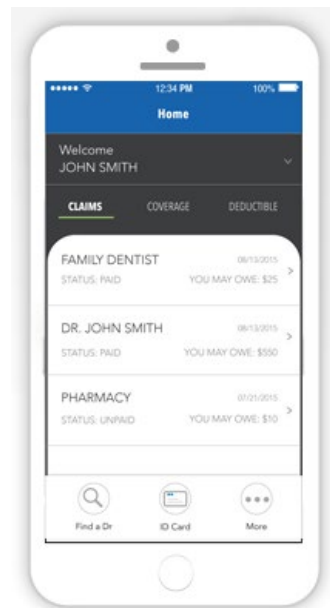 12:34 PM 100%
Home
Welcome
JOHN SMITH
CLAIMS COVERAGE DEDUCTIBLE
FAMILY DENTIST 08/13/2015
STATUS: PAID YOU MAY OWE: $25
DR. JOHN SMITH 08/13/2015
STATUS: PAID YOU MAY OWE: $550
PHARMACY 07/21/2015
STATUS: UNPAID YOU MAY OWE: $10
Find a Dr ID Card More